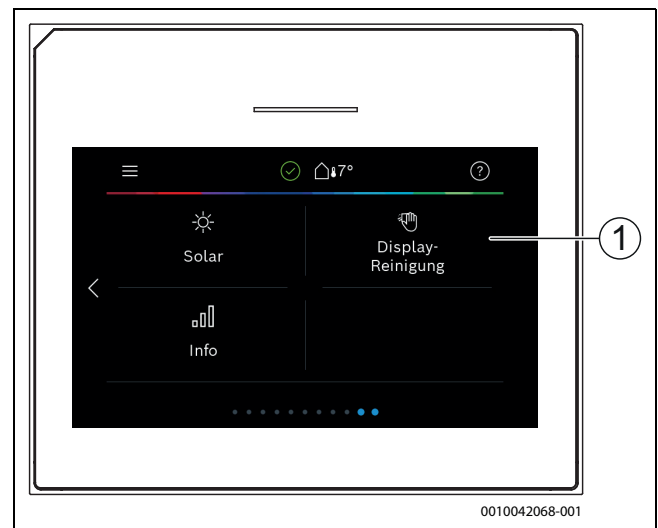 7°
?
Solar
Display-
Reinigung
1
Info
0010042068-001